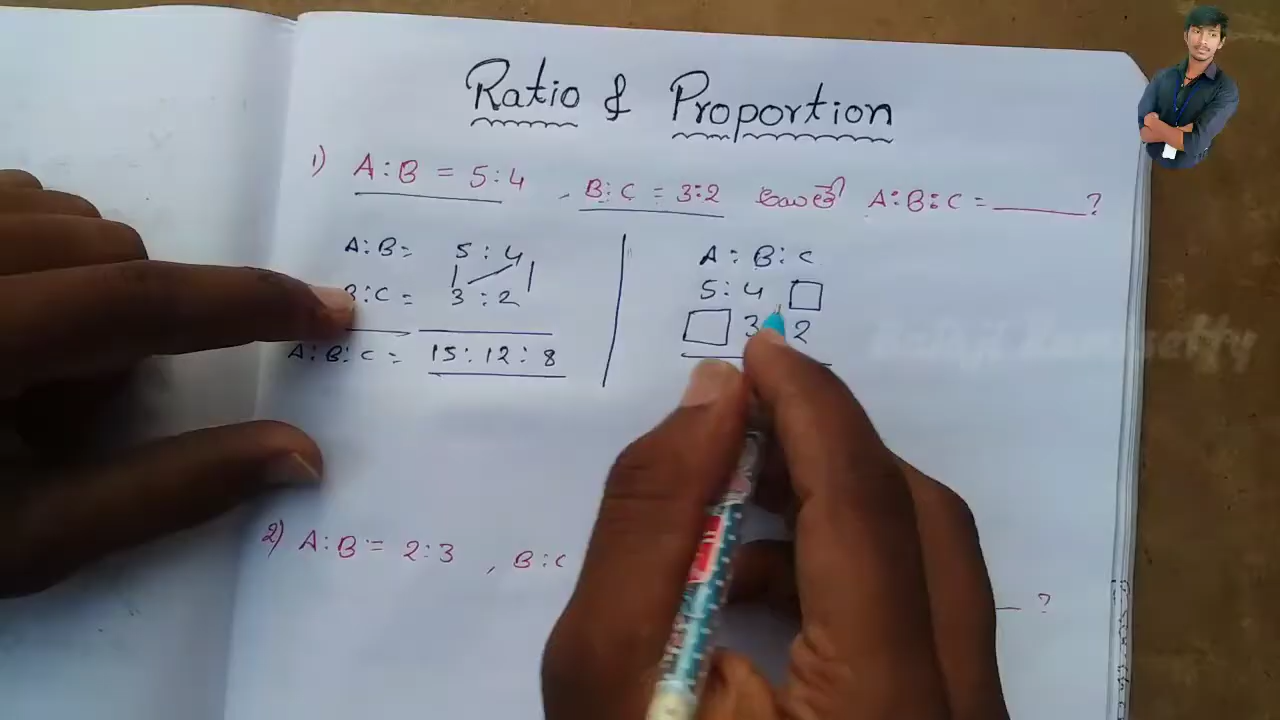 Ratio & Proportion
1) A:B = 5:4 , B:C = 3:2 అయితే A:B:C = ______ ?
A:B= 5:4
B:C = 3:2
A:B:C = 15:12:8
A:B:C
5:4
3 2
2) A:B= 2:3 , B:C
?